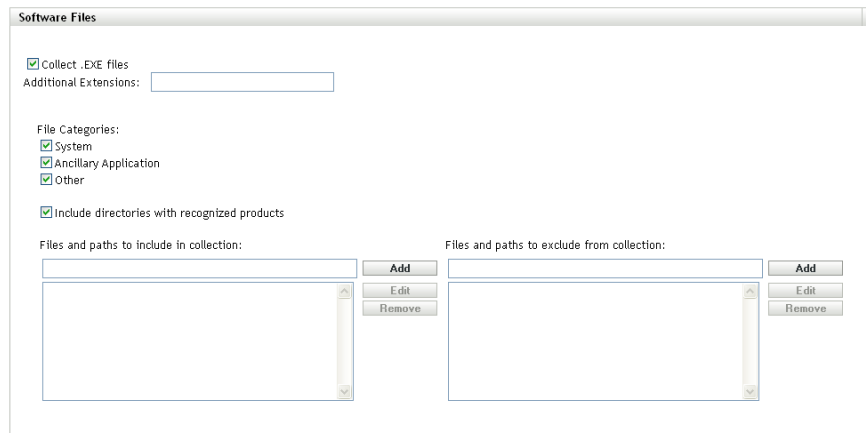 Software Files
Collect .EXE files
Additional Extensions:
File Categories:
System
Ancillary Application
Other
Include directories with recognized products
Files and paths to include in collection:
Files and paths to exclude from collection:
Add
Add
Edit
Edit
Remove
Remove